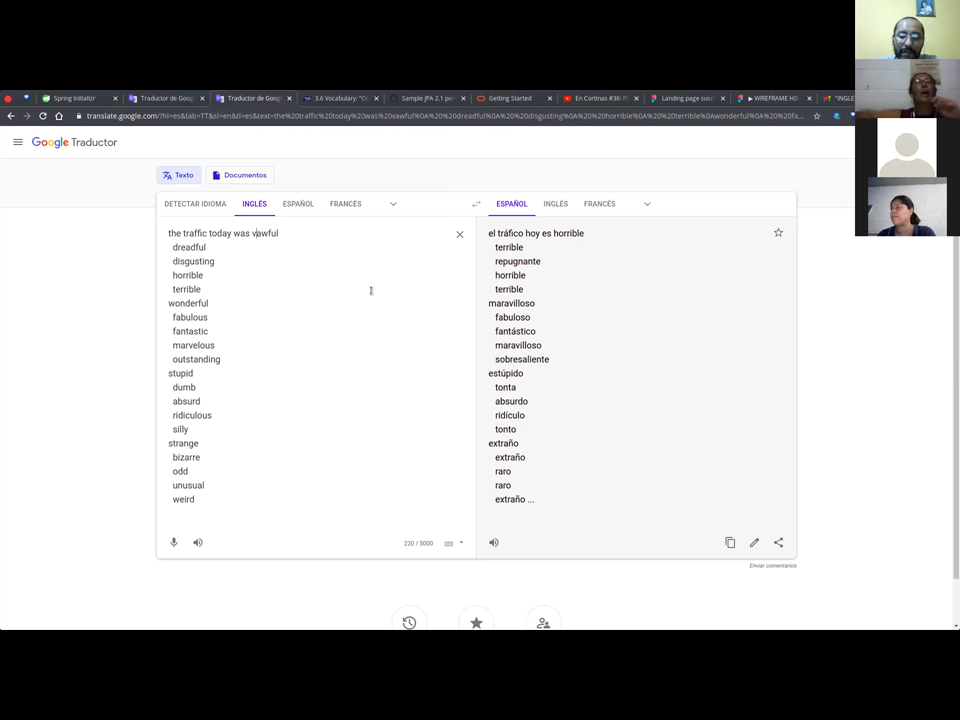 Spring Initializr
Traductor de Goog
Traductor de Goog
3.6 Vocabulary: "O
Sample JPA 2.1 per
Getting Started
En Cortinas #36:
Landing page
WIREFRAME
"INGLE
translate.google.com/?hl=es&tab=TT&sl=en&tl=es&text=the%20traffic%20today%20was%20vawful%0A%20%20dreadful%0A%20%20disgusting%0A%20%20horrible%0A%20%20terrible%0Awonderful%0A%20%20fa...
Google Traductor
Texto
Documentos
DETECTAR IDIOMA
INGLÉS
ESPAÑOL
FRANCÉS
ESPAÑOL
INGLÉS
FRANCÉS
the traffic today was vawful
dreadful
disgusting
horrible
terrible
wonderful
fabulous
fantastic
marvelous
outstanding
stupid
dumb
absurd
ridiculous
silly
strange
bizarre
odd
unusual
weird
220 / 5000
el tráfico hoy es horrible
terrible
repugnante
horrible
terrible
maravilloso
fabuloso
fantástico
maravilloso
sobresaliente
estúpido
tonta
absurdo
ridículo
tonto
extraño
extraño
raro
raro
extraño ...
Enviar comentarios